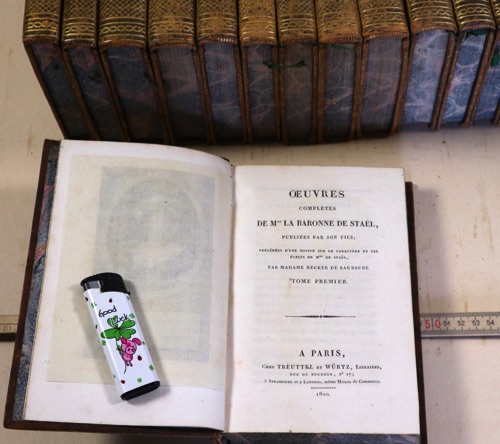 ŒUVRES
COMPLÈTES
DE Mme LA BARONNE DE STAËL,
PUBLIÉES PAR SON FILS,
PRÉCÉDÉES D'UNE NOTICE SUR LE CARACTÈRE ET LES
ÉCRITS DE Mme DE STAËL,
PAR MADAME NECKER DE SAUSSURE.
TOME PREMIER.
A PARIS,
Chez TREUTTEL ET WÜRTZ, Libraires,
RUE DE BOURBON, No 17;
A Strasbourg et à Londres, même Maison de Commerce.
1820.
Good
Luck
50 51 52 53 54